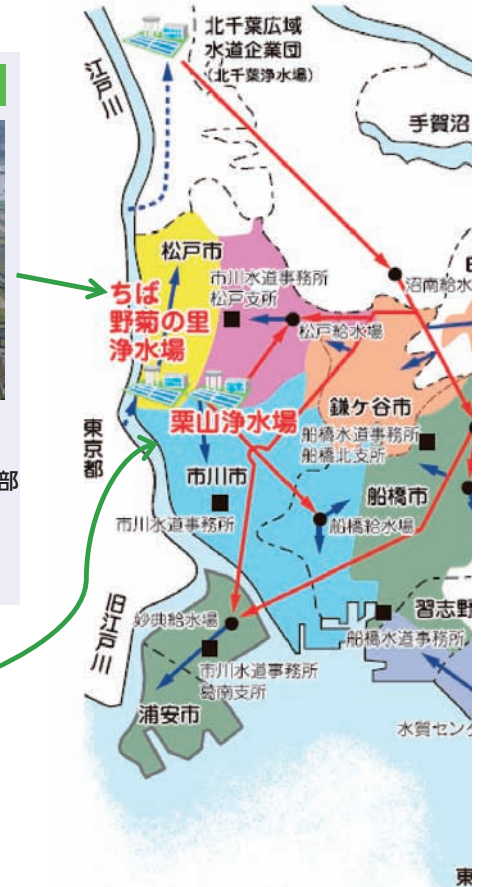 北千葉広域
水道企業団
(北千葉浄水場)
江戸川
手賀沼
松戸市
市川水道事務所
松戸支所
沼南給水
ちば
野菊の里
浄水場
松戸給水場
栗山浄水場
鎌ケ谷市
船橋水道事務所
船橋北支所
東京都
部
市川市
船橋市
市川水道事務所
船橋給水場
旧江戸川
妙典給水場
習志野
船橋水道事務所
市川水道事務所
葛南支所
浦安市
水質セン
東